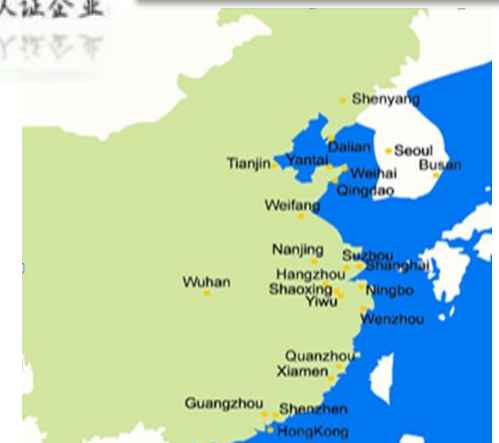 人证企业
Shenyang
Dalian
Seoul
Tianjin
Yantai
Busan
Weihai
Qingdao
Weifang
Nanjing
Suzhou
Shanghai
Hangzhou
Wuhan
Shaoxing
Ningbo
Yiwu
Wenzhou
Quanzhou
Xiamen
Guangzhou
Shenzhen
HongKong